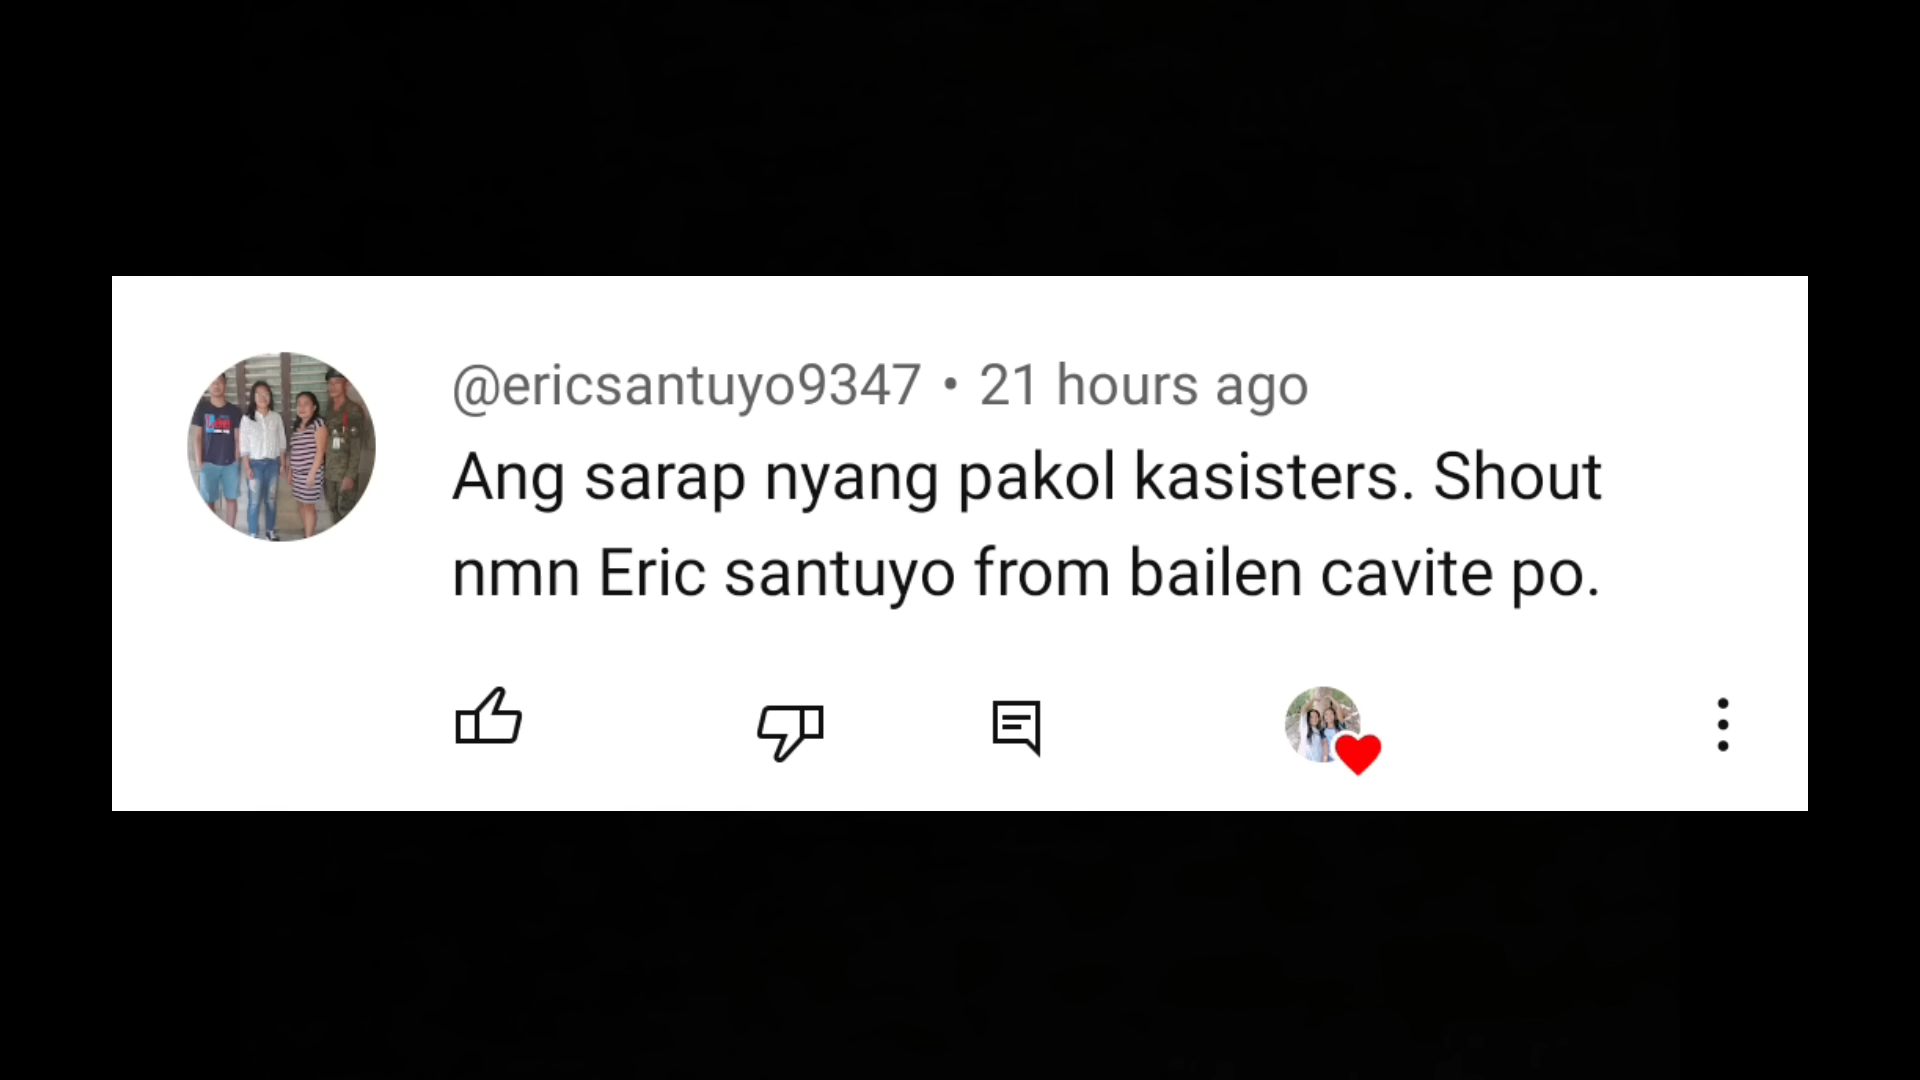 @ericsantuyo9347 • 21 hours ago
Ang sarap nyang pakol kasisters. Shout
nmn Eric santuyo from bailen cavite po.